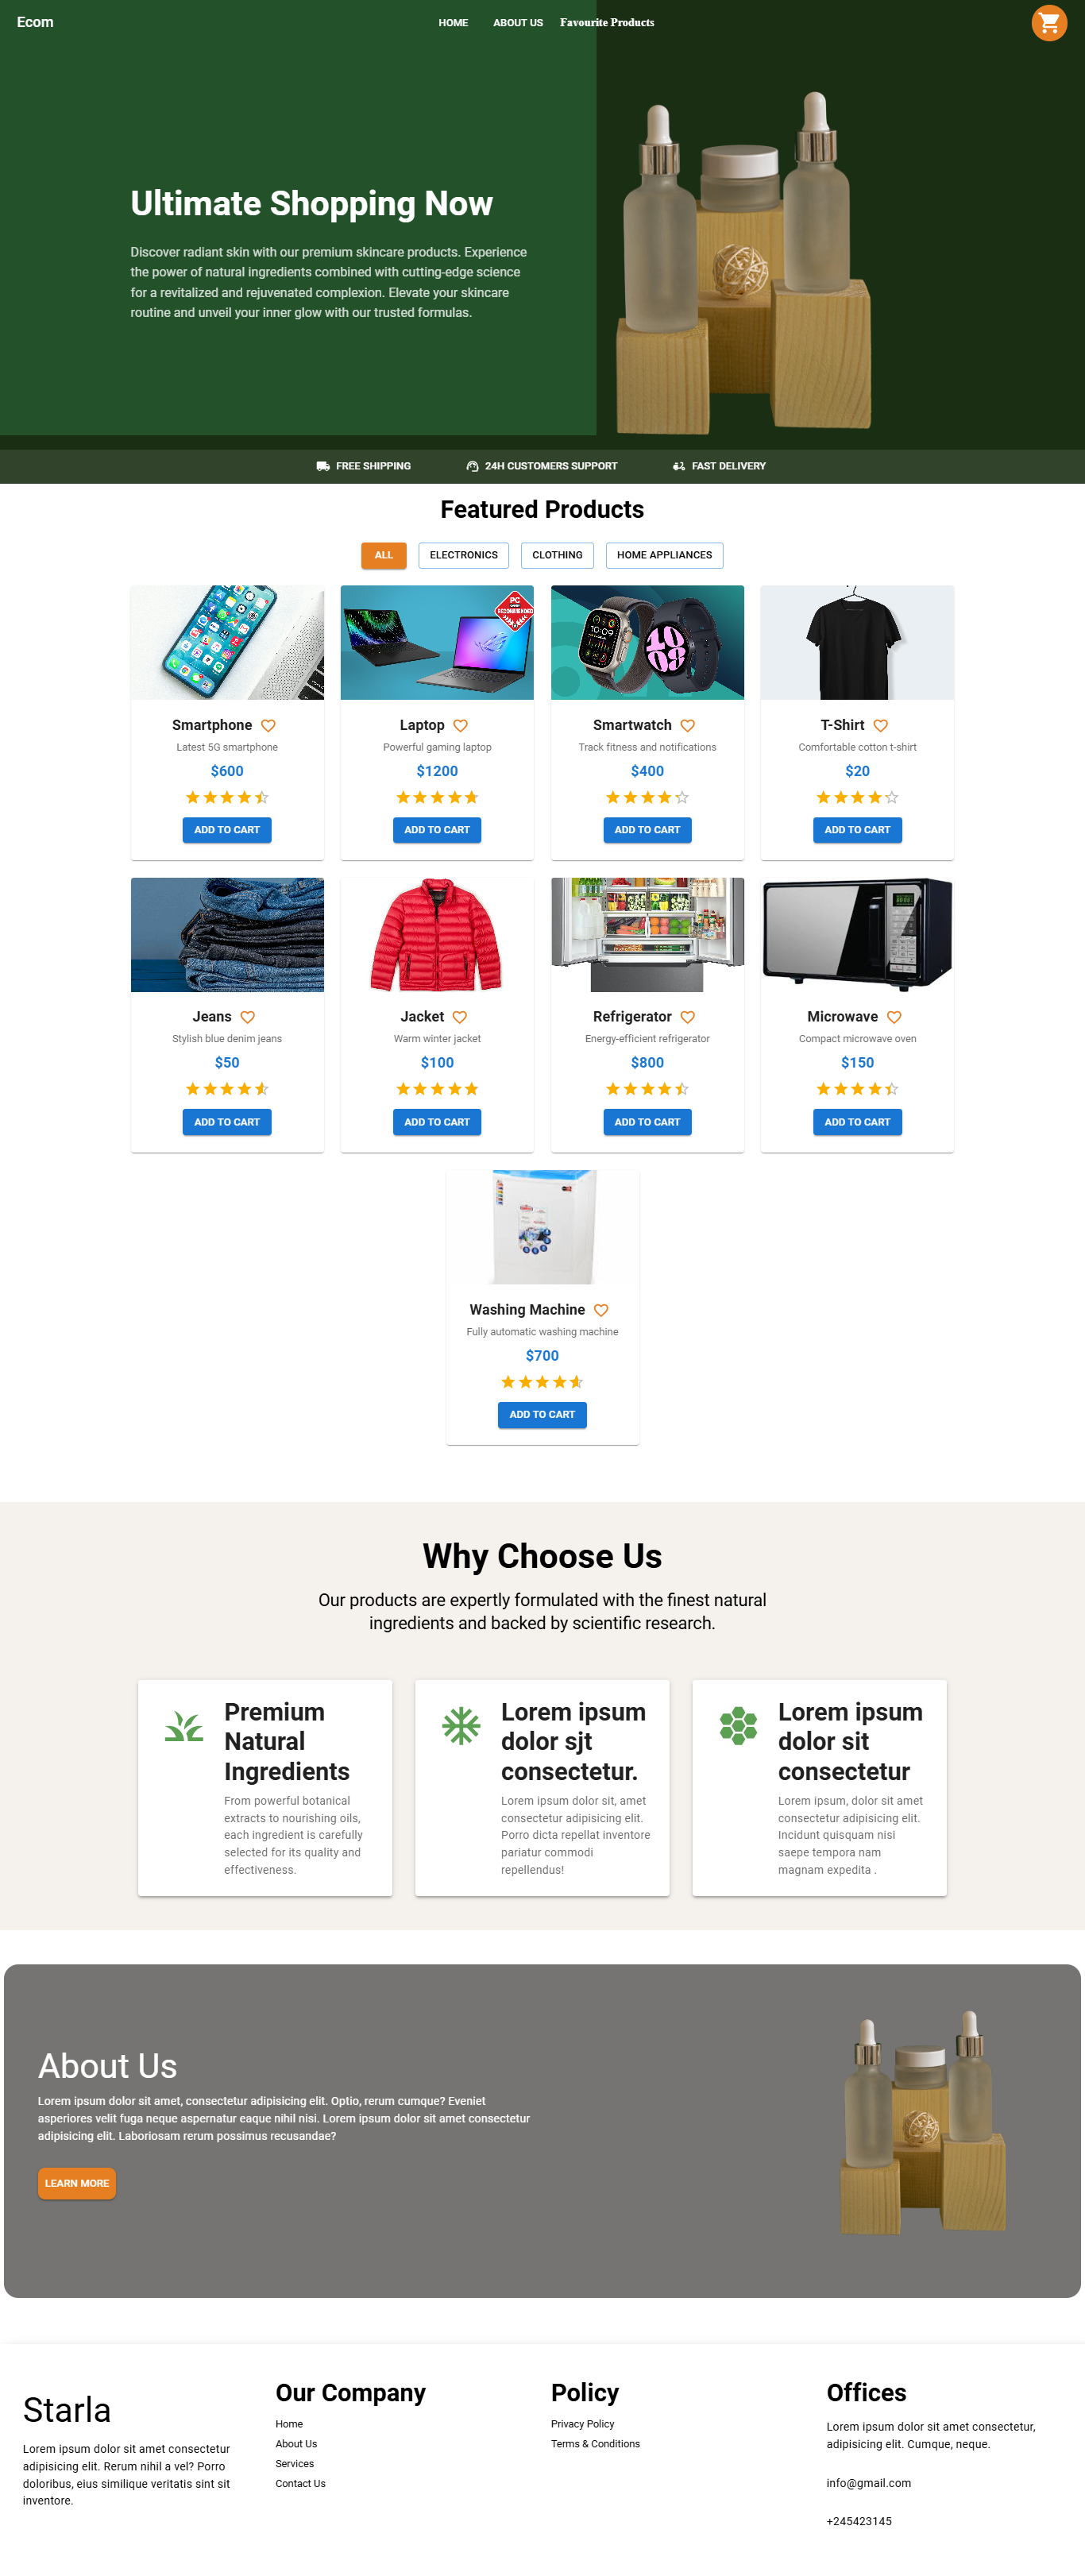 Ecom
HOME
ABOUT US
Favourite Products
Ultimate Shopping Now
Discover radiant skin with our premium skincare products. Experience
the power of natural ingredients combined with cutting-edge science
for a revitalized and rejuvenated complexion. Elevate your skincare
routine and unveil your inner glow with our trusted formulas.
FREE SHIPPING
24H CUSTOMERS SUPPORT
FAST DELIVERY
Featured Products
ALL
ELECTRONICS
CLOTHING
HOME APPLIANCES
PC
RECOMMENDED
10:09
10
09
Smartphone
Latest 5G smartphone
$600
ADD TO CART
Laptop
Powerful gaming laptop
$1200
ADD TO CART
Smartwatch
Track fitness and notifications
$400
ADD TO CART
T-Shirt
Comfortable cotton t-shirt
$20
ADD TO CART
Jeans
Stylish blue denim jeans
$50
ADD TO CART
Jacket
Warm winter jacket
$100
ADD TO CART
Refrigerator
Energy-efficient refrigerator
$800
ADD TO CART
Microwave
Compact microwave oven
$150
ADD TO CART
Washing Machine
Fully automatic washing machine
$700
ADD TO CART
Why Choose Us
Our products are expertly formulated with the finest natural
ingredients and backed by scientific research.
Premium
Natural
Ingredients
From powerful botanical
extracts to nourishing oils,
each ingredient is carefully
selected for its quality and
effectiveness.
Lorem ipsum
dolor sjt
consectetur.
Lorem ipsum dolor sit, amet
consectetur adipisicing elit.
Porro dicta repellat inventore
pariatur commodi
repellendus!
Lorem ipsum
dolor sit
consectetur
Lorem ipsum, dolor sit amet
consectetur adipisicing elit.
Incidunt quisquam nisi
saepe tempora nam
magnam expedita .
About Us
Lorem ipsum dolor sit amet, consectetur adipisicing elit. Optio, rerum cumque? Eveniet
asperiores velit fuga neque aspernatur eaque nihil nisi. Lorem ipsum dolor sit amet consectetur
adipisicing elit. Laboriosam rerum possimus recusandae?
LEARN MORE
Starla
Lorem ipsum dolor sit amet consectetur
adipisicing elit. Rerum nihil a vel? Porro
doloribus, eius similique veritatis sint sit
inventore.
Our Company
Home
About Us
Services
Contact Us
Policy
Privacy Policy
Terms & Conditions
Offices
Lorem ipsum dolor sit amet consectetur,
adipisicing elit. Cumque, neque.
info@gmail.com
+245423145